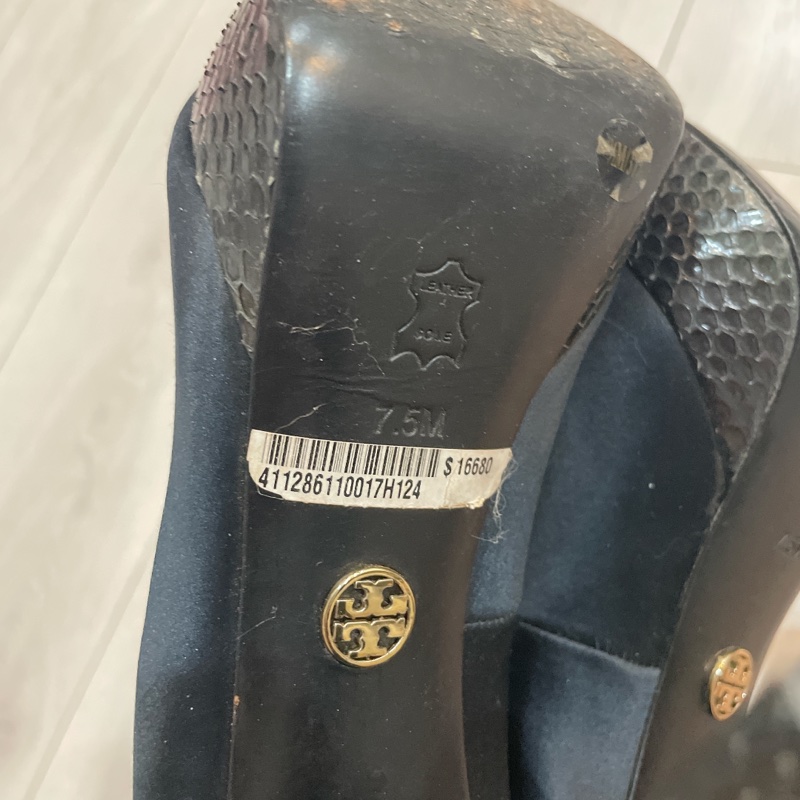 LEATHER
SOLE
7.5M
$ 16680
411286110017H124